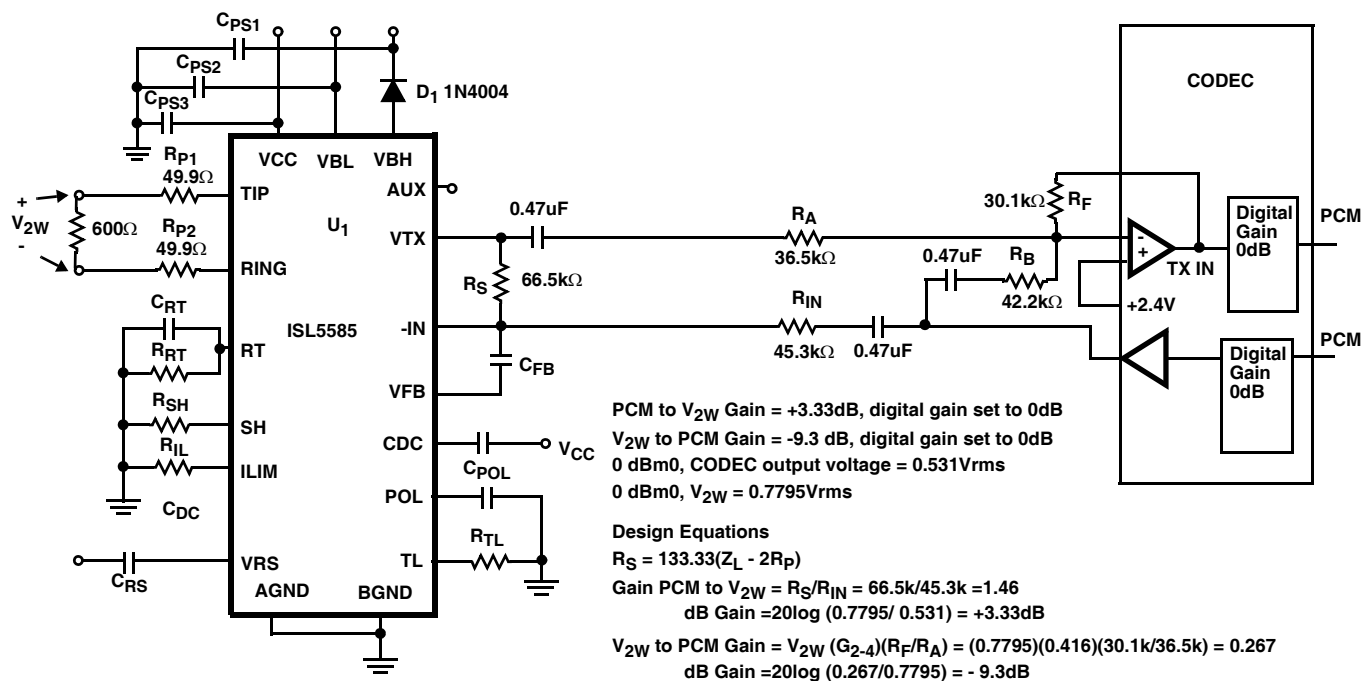 CPS1
CPS2
CPS3
D1 1N4004
CODEC
VCC
VBL
VBH
RP1
49.9Ω
TIP
AUX
+
V2W
-
600Ω
RP2
49.9Ω
RING
U1
VTX
0.47uF
RA
36.5kΩ
30.1kΩ
RF
-
+
TX IN
Digital
Gain
0dB
PCM
RS
66.5kΩ
0.47uF
RB
42.2kΩ
+2.4V
CRT
RRT
RT
ISL5585
-IN
RIN
45.3kΩ
0.47uF
Digital
Gain
0dB
PCM
CFB
VFB
RSH
SH
CDC
VCC
RIL
ILIM
CPOL
POL
CDC
RTL
TL
CRS
VRS
AGND
BGND
PCM to V2W Gain = +3.33dB, digital gain set to 0dB
V2W to PCM Gain = -9.3 dB, digital gain set to 0dB
0 dBm0, CODEC output voltage = 0.531Vrms
0 dBm0, V2W = 0.7795Vrms
Design Equations
RS = 133.33(ZL - 2RP)
Gain PCM to V2W = RS/RIN = 66.5k/45.3k =1.46
dB Gain =20log (0.7795/ 0.531) = +3.33dB
V2W to PCM Gain = V2W (G2-4)(RF/RA) = (0.7795)(0.416)(30.1k/36.5k) = 0.267
dB Gain =20log (0.267/0.7795) = - 9.3dB